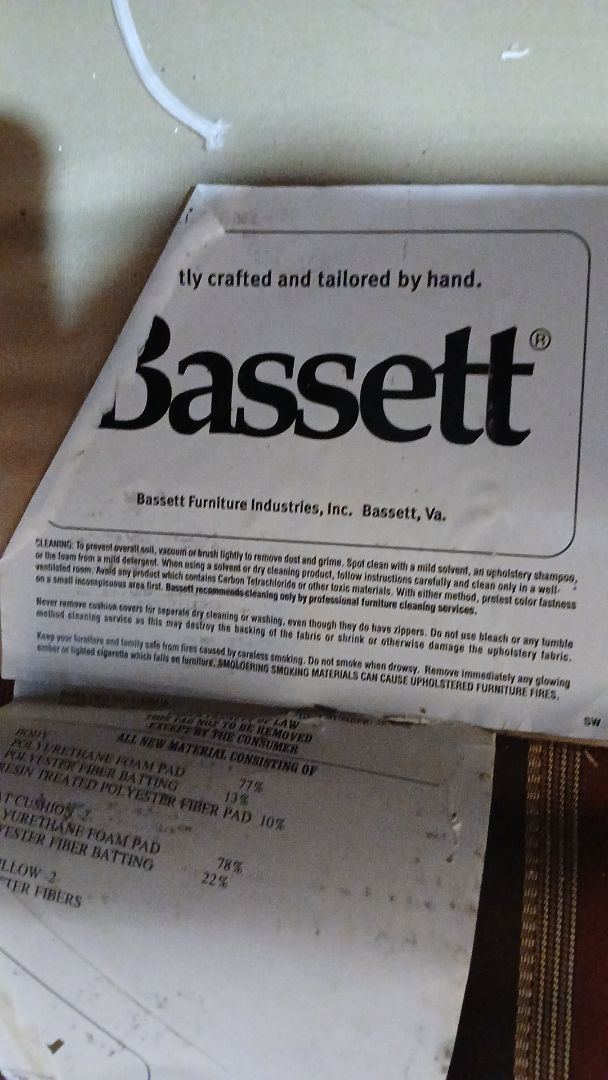 tly crafted and tailored by hand.
Bassett®
Bassett Furniture Industries, Inc. Bassett, Va.
CLEANING: To prevent overall soil, vacuum or brush lightly to remove dust and grime. Spot clean with a mild solvent, an upholstery shampoo,
or the foam from a mild detergent. When using a solvent or dry cleaning product, follow instructions carefully and clean only in a well-
ventilated room. Avoid any product which contains Carbon Tetrachloride or other toxic materials. With either method, pretest color fastness
on a small inconspicuous area first. Bassett recommends cleaning only by professional furniture cleaning services.
Never remove cushion covers for separate dry cleaning or washing, even though they do have zippers. Do not use bleach or any tumble
method cleaning service as this may destroy the backing of the fabric or shrink or otherwise damage the upholstery fabric.
Keep your furniture and family safe from fires caused by careless smoking. Do not smoke when drowsy. Remove immediately any glowing
ember or lighted cigarette which falls on furniture. SMOLDERING SMOKING MATERIALS CAN CAUSE UPHOLSTERED FURNITURE FIRES.
SW
OF LAW
THIS TAG NOT TO BE REMOVED
EXCEPT BY THE CONSUMER
ALL NEW MATERIAL CONSISTING OF
BODY
POLYURETHANE FOAM PAD 77%
POLYESTER FIBER BATTING 13%
RESIN TREATED POLYESTER FIBER PAD 10%
AT CUSHION-2
YURETHANE FOAM PAD 78%
YESTER FIBER BATTING 22%
LLOW-2
TER FIBERS